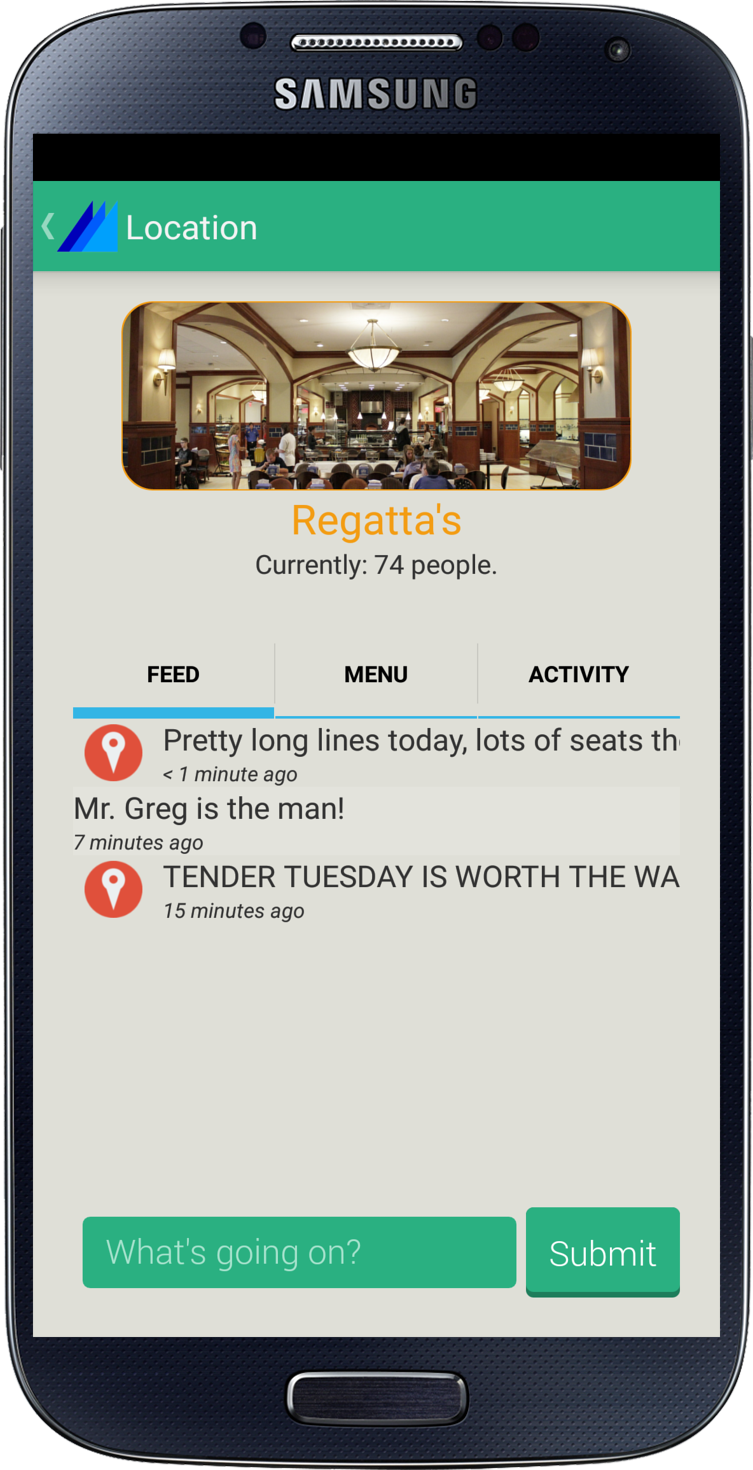 SAMSUNG
Location
Regatta's
Currently: 74 people.
FEED MENU ACTIVITY
Pretty long lines today, lots of seats
< 1 minute ago
Mr. Greg is the man!
7 minutes ago
TENDER TUESDAY IS WORTH THE WA
15 minutes ago
What's going on?
Submit